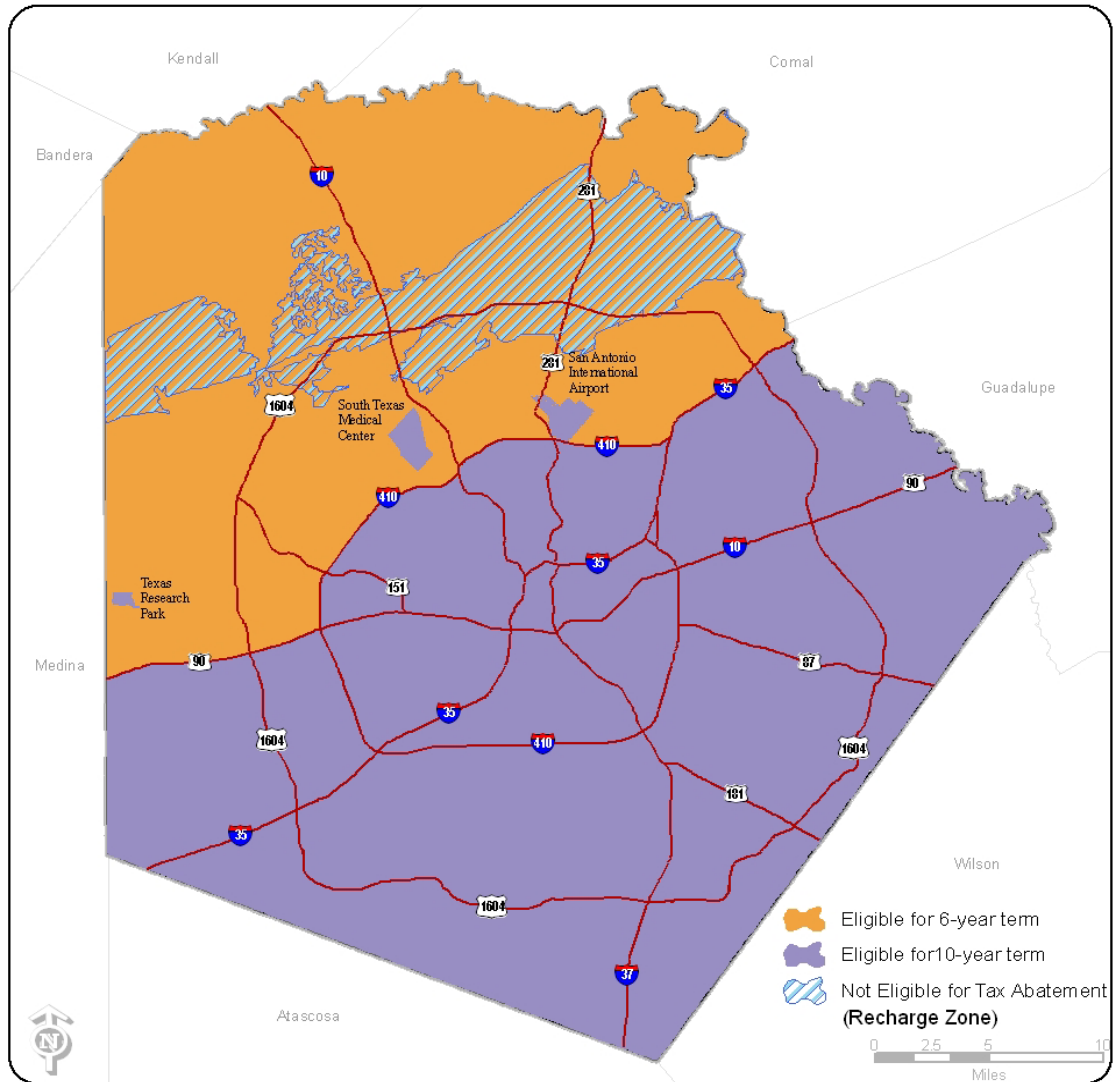 Kendall
Comal
Bandera
10
281
281
San Antonio
International
Airport
35
Guadalupe
1604
South Texas
Medical
Center
410
410
90
10
35
151
Texas
Research
Park
Medina
90
87
35
1604
410
1604
181
35
Wilson
1604
37
Atascosa
Eligible for 6-year term
Eligible for10-year term
Not Eligible for Tax Abatement
(Recharge Zone)
N
0 2.5 5 10
Miles